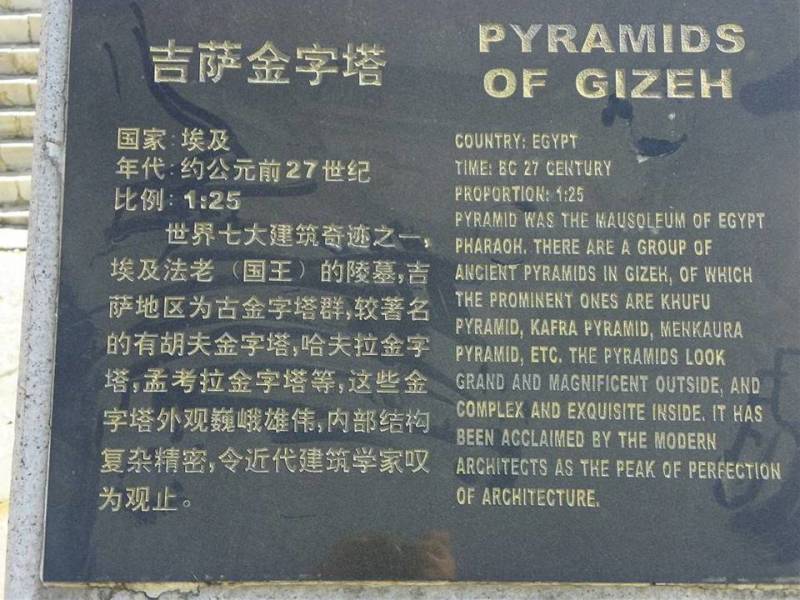 吉萨金字塔
国家：埃及
年代：约公元前27世纪
比例：1:25
世界七大建筑奇迹之一，
埃及法老（国王）的陵墓,吉
萨地区为古金字塔群,较著名
的有胡夫金字塔,哈夫拉金字
塔,孟考拉金字塔等,这些金
字塔外观巍峨雄伟,内部结构
复杂精密,令近代建筑学家叹
为观止。
PYRAMIDS
OF GIZEH
COUNTRY: EGYPT
TIME: BC 27 CENTURY
PROPORTION: 1:25
PYRAMID WAS THE MAUSOLEUM OF EGYPT
PHARAOH. THERE ARE A GROUP OF
ANCIENT PYRAMIDS IN GIZEH, OF WHICH
THE PROMINENT ONES ARE KHUFU
PYRAMID, KAFRA PYRAMID, MENKAURA
PYRAMID, ETC. THE PYRAMIDS LOOK
GRAND AND MAGNIFICENT OUTSIDE, AND
COMPLEX AND EXQUISITE INSIDE. IT HAS
BEEN ACCLAIMED BY THE MODERN
ARCHITECTS AS THE PEAK OF PERFECTION
OF ARCHITECTURE.